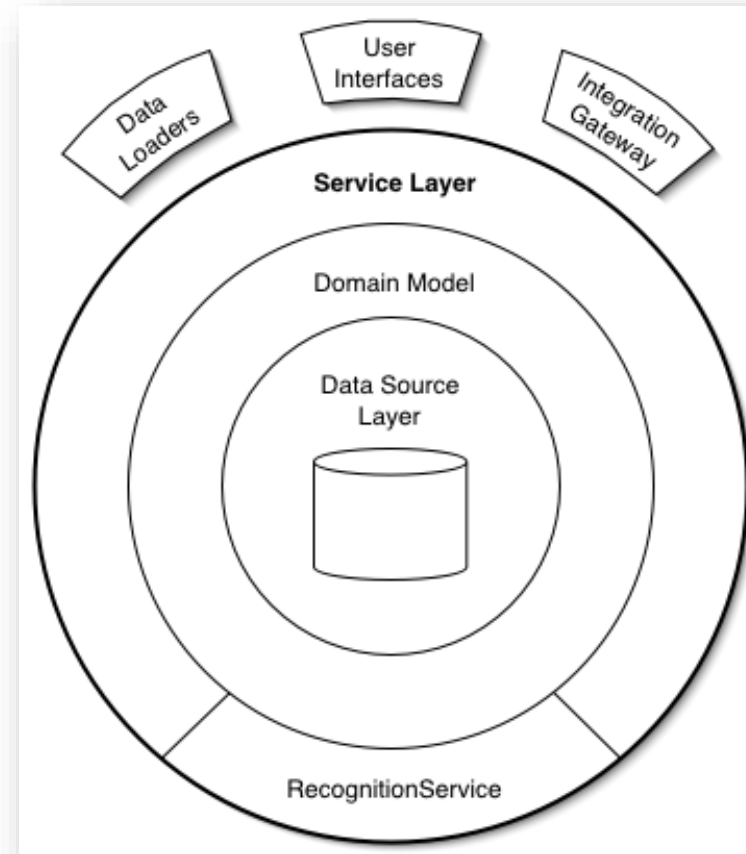 User
Interfaces
Data
Loaders
Integration
Gateway
Service Layer
Domain Model
Data Source
Layer
RecognitionService